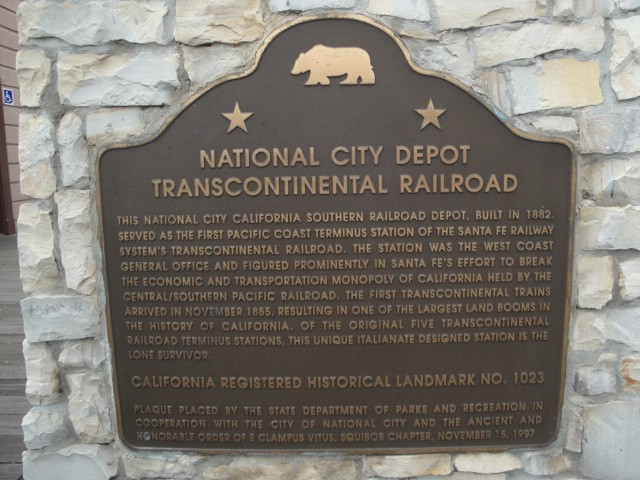 NATIONAL CITY DEPOT
TRANSCONTINENTAL RAILROAD
THIS NATIONAL CITY CALIFORNIA SOUTHERN RAILROAD DEPOT, BUILT IN 1882,
SERVED AS THE FIRST PACIFIC COAST TERMINUS STATION OF THE SANTA FE RAILWAY
SYSTEM'S TRANSCONTINENTAL RAILROAD. THE STATION WAS THE WEST COAST
GENERAL OFFICE AND FIGURED PROMINENTLY IN SANTA FE'S EFFORT TO BREAK
THE ECONOMIC AND TRANSPORTATION MONOPOLY OF CALIFORNIA HELD BY THE
CENTRAL/SOUTHERN PACIFIC RAILROAD. THE FIRST TRANSCONTINENTAL TRAINS
ARRIVED IN NOVEMBER 1885, RESULTING IN ONE OF THE LARGEST LAND BOOMS IN
THE HISTORY OF CALIFORNIA. OF THE ORIGINAL FIVE TRANSCONTINENTAL
RAILROAD TERMINUS STATIONS, THIS UNIQUE ITALIANATE DESIGNED STATION IS THE
LONE SURVIVOR.
CALIFORNIA REGISTERED HISTORICAL LANDMARK NO. 1023
PLAQUE PLACED BY THE STATE DEPARTMENT OF PARKS AND RECREATION IN
COOPERATION WITH THE CITY OF NATIONAL CITY AND THE ANCIENT AND
HONORABLE ORDER OF E CLAMPUS VITUS, SQUIBOB CHAPTER, NOVEMBER 15, 1997